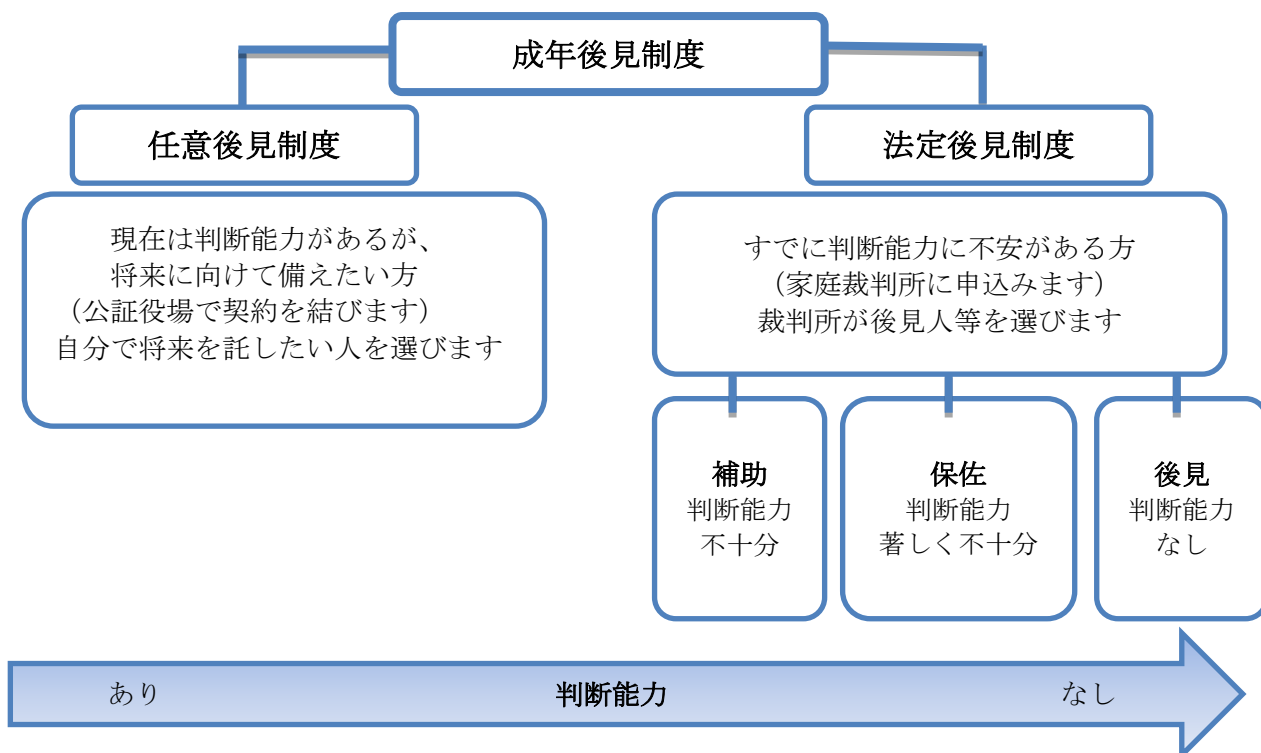 成年後見制度
任意後見制度
法定後見制度
現在は判断能力があるが、
将来に向けて備えたい方
（公証役場で契約を結びます）
自分で将来を託したい人を選びます
すでに判断能力に不安がある方
（家庭裁判所に申込みます）
裁判所が後見人等を選びます
補助
判断能力
不十分
保佐
判断能力
著しく不十分
後見
判断能力
なし
あり
判断能力
なし